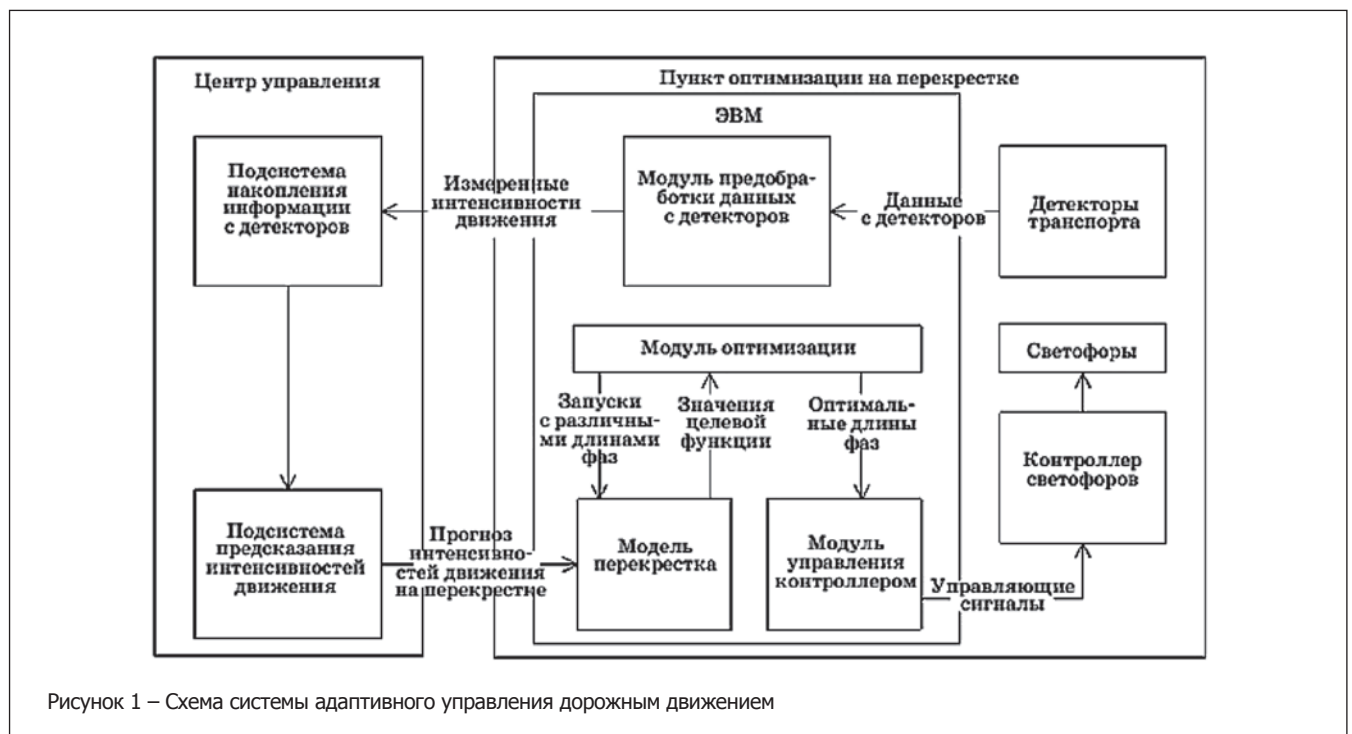 Центр управления
Пункт оптимизации на перекрестке
ЭВМ
Подсистема
накопления
информации
с детекторов
Измеренные
интенсивности
движения
Модуль предобра-
ботки данных
с детекторов
Данные
с детекторов
Детекторы
транспорта
Модуль оптимизации
Светофоры
Запуски
с различны-
ми длинами
фаз
Значения
целевой
функции
Оптималь-
ные длины
фаз
Контроллер
светофоров
Подсистема
предсказания
интенсивностей
движения
Прогноз
интенсивно-
стей движения
на перекрестке
Модель
перекрестка
Модуль
управления
контроллером
Управляющие
сигналы
Рисунок 1 – Схема системы адаптивного управления дорожным движением